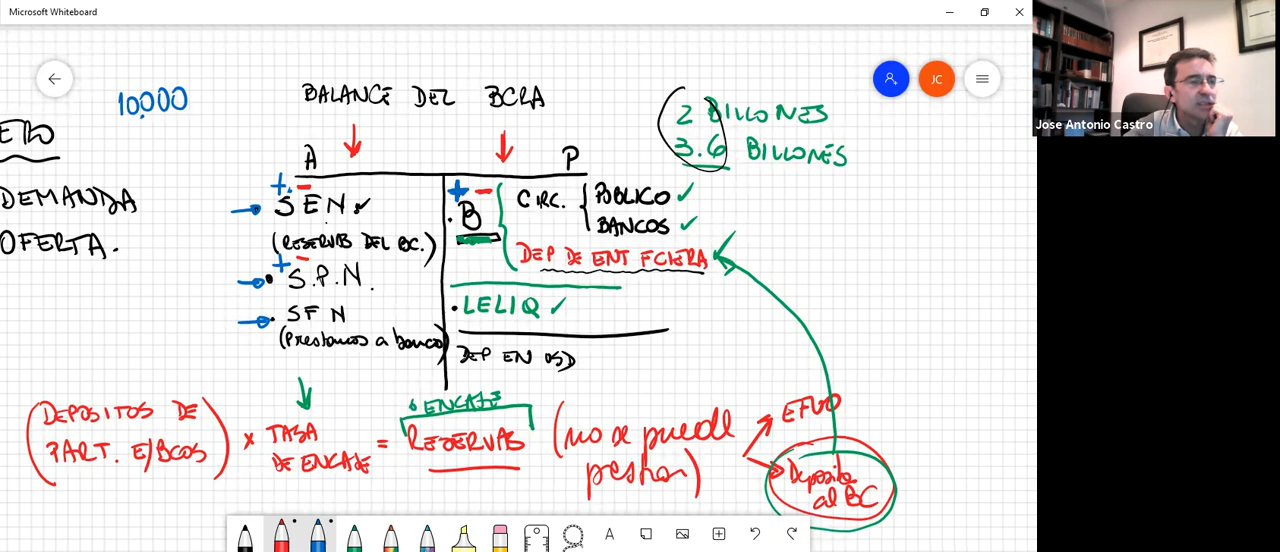 Microsoft Whiteboard
10,000
BALANCE DEL BCRA
2 BILLONES
3.6 BILLONES
JC
Jose Antonio Castro
DEMANDA
OFERTA.
A
P
+ -
SEN
(RESERVAS DEL BC.)
+ -
S.P.N.
SFN
(Prestamos a bancos)
+ -
B
CIRC.
PÚBLICO ✓
BANCOS ✓
DEP DE ENT FCIERA
LELIQ ✓
DEP EN USD
(DEPOSITOS DE
PART. E/BCOS)
× TASA
DE ENCAJE
=
ó ENCAJE
RESERVAS
(no se puede
prestar)
EFVO
Deposito
al BC
A